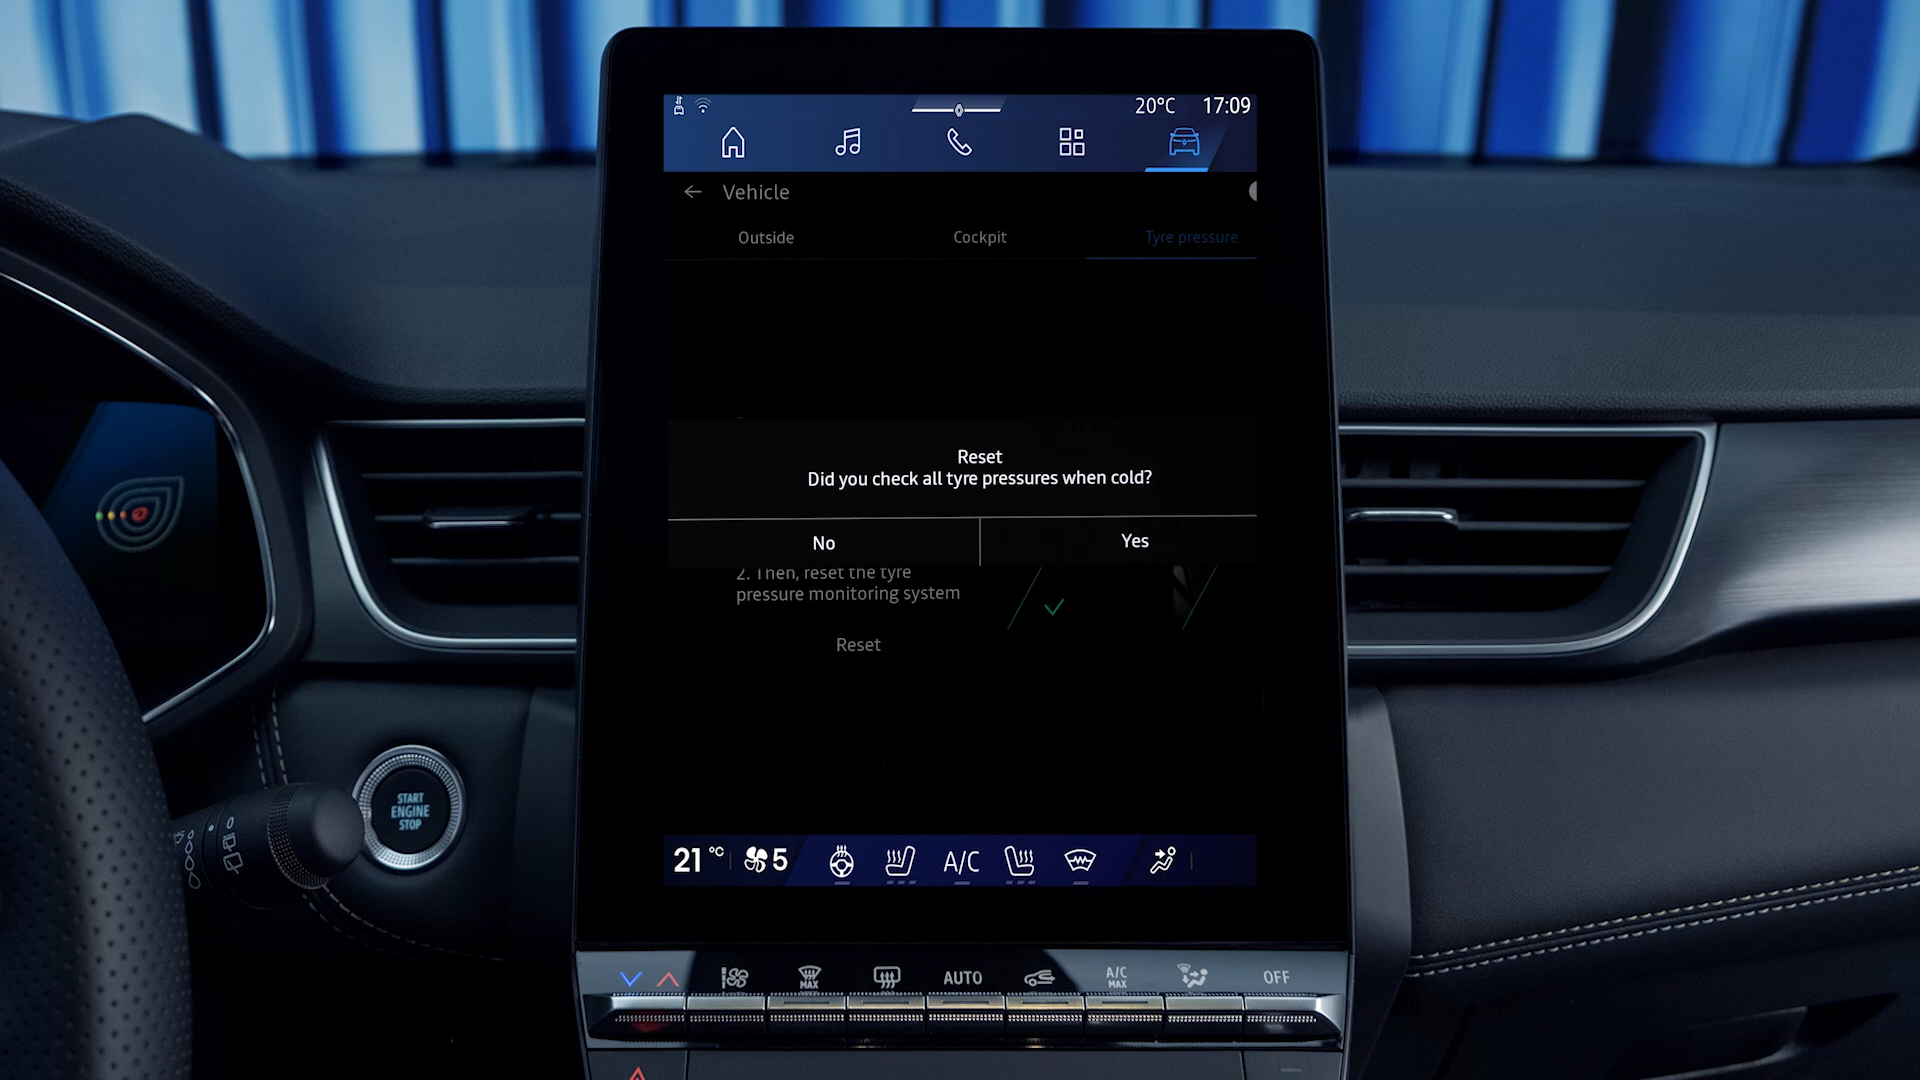 20°C 17:09
Vehicle
Outside Cockpit Tyre pressure
Reset
Did you check all tyre pressures when cold?
No Yes
2. Then, reset the tyre
pressure monitoring system
Reset
START
ENGINE
STOP
21 °C 5 A/C
MAX AUTO A/C
MAX OFF